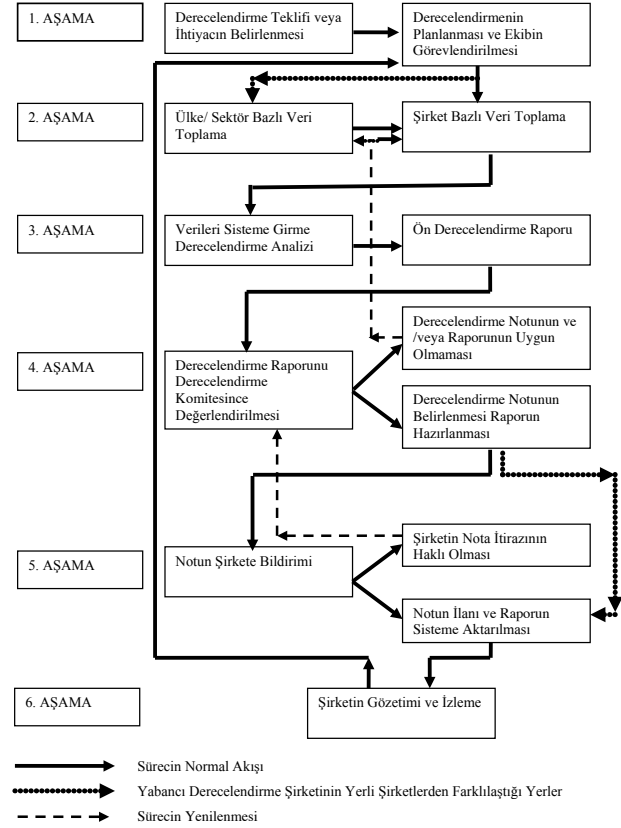 1. AŞAMA
Derecelendirme Teklifi veya
İhtiyacın Belirlenmesi
Derecelendirmenin
Planlanması ve Ekibin
Görevlendirilmesi
2. AŞAMA
Ülke/ Sektör Bazlı Veri
Toplama
Şirket Bazlı Veri Toplama
3. AŞAMA
Verileri Sisteme Girme
Derecelendirme Analizi
Ön Derecelendirme Raporu
4. AŞAMA
Derecelendirme Raporunu
Derecelendirme
Komitesince
Değerlendirilmesi
Derecelendirme Notunun ve
/veya Raporunun Uygun
Olmaması
Derecelendirme Notunun
Belirlenmesi Raporun
Hazırlanması
5. AŞAMA
Notun Şirkete Bildirimi
Şirketin Nota İtirazının
Haklı Olması
Notun İlanı ve Raporun
Sisteme Aktarılması
6. AŞAMA
Şirketin Gözetimi ve İzleme
Sürecin Normal Akışı
Yabancı Derecelendirme Şirketinin Yerli Şirketlerden Farklılaştığı Yerler
Sürecin Yenilenmesi